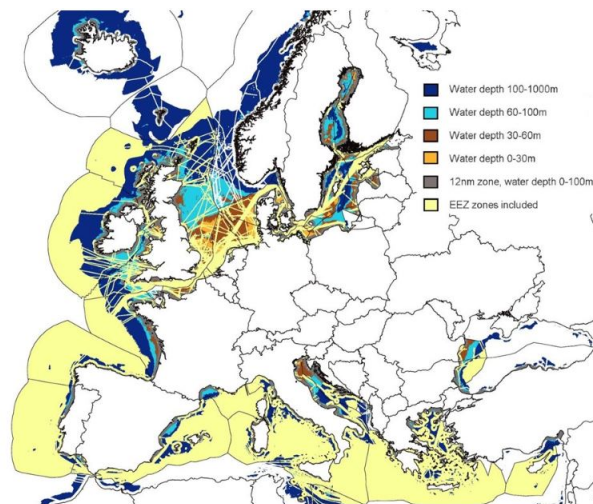 Water depth 100-1000m
Water depth 60-100m
Water depth 30-60m
Water depth 0-30m
12nm zone, water depth 0-100m
EEZ zones included